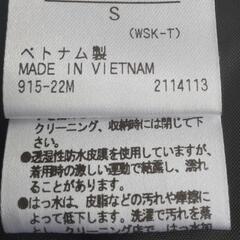 S
(WSK-T)
ベトナム製
MADE IN VIETNAM
915-22M 2114113
クリーニング、収納時には閉じて下
さい。
●透湿性防水皮膜を使用していますが、
着用時の激しい運動で結露し、濡れ
ることがあります。
●はっ水は、皮脂などの汚れや摩擦に
よって低下します。洗濯で汚れを落